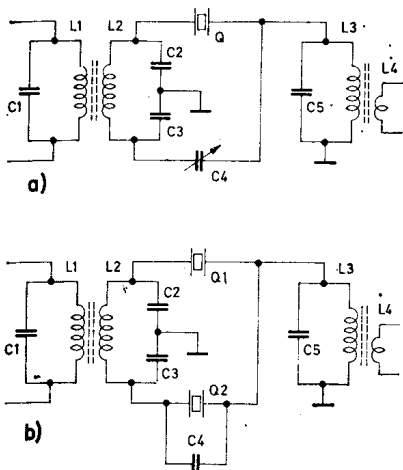 L1 L2 Q L3
C2 L4
C1 C3 C5
C4
a)
L1 L2 Q1 L3
C2 L4
C1 C3 Q2 C5
C4
b)